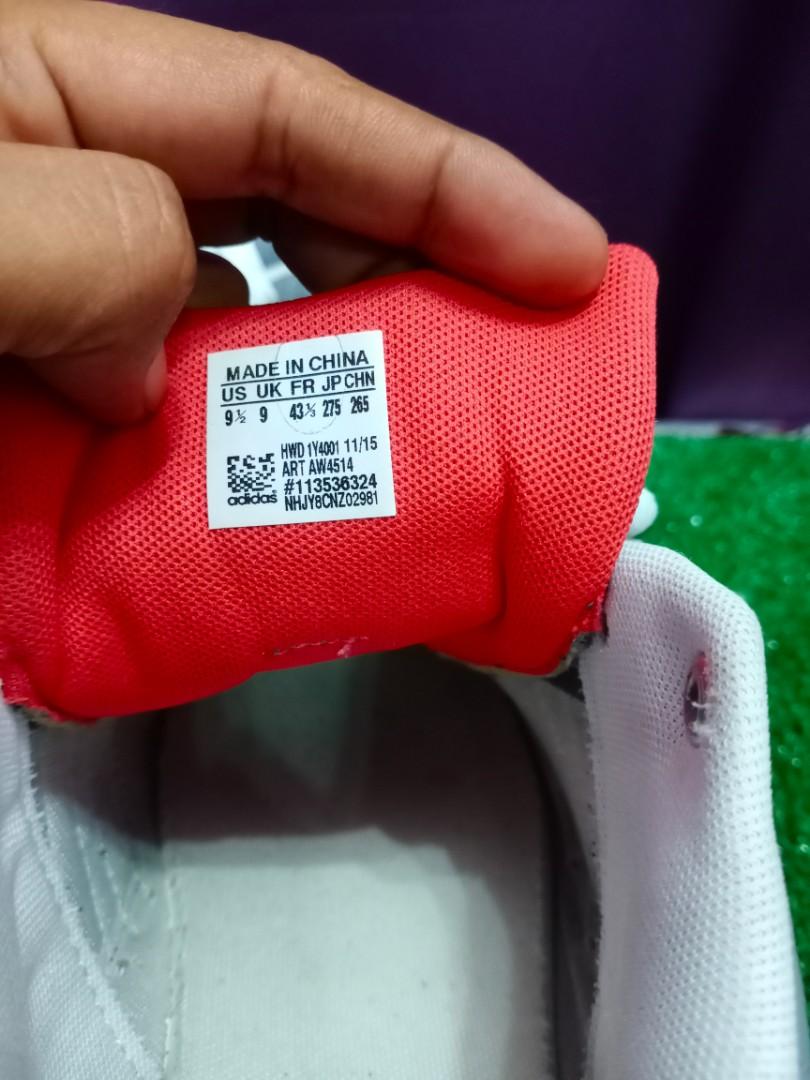 MADE IN CHINA
US UK FR JP CHN
9½ 9 43⅓ 275 265
HWD 1Y4001 11/15
ART AW4514
#113536324
adidas NHJY8CNZ02981